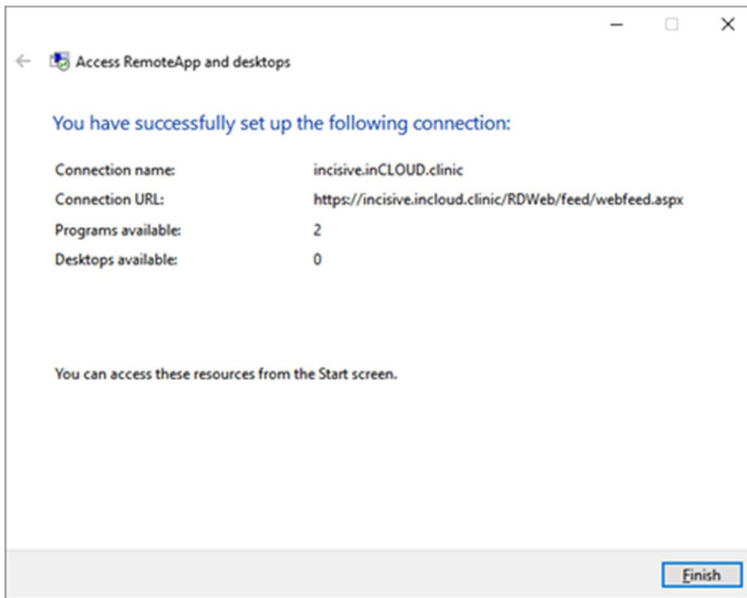 Access RemoteApp and desktops
You have successfully set up the following connection:
Connection name: incisive.inCLOUD.clinic
Connection URL: https://incisive.incloud.clinic/RDWeb/feed/webfeed.aspx
Programs available: 2
Desktops available: 0
You can access these resources from the Start screen.
Finish